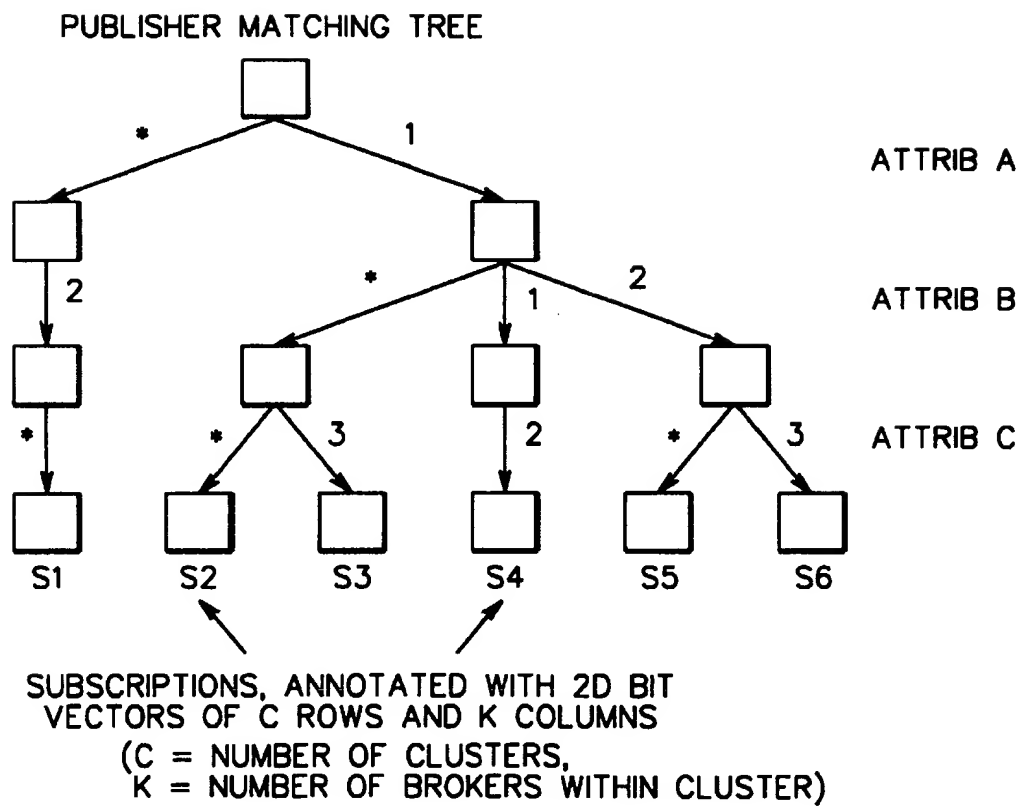 PUBLISHER MATCHING TREE
* 1
ATTRIB A
* 2
2 1
ATTRIB B
* * 3 2 * 3
ATTRIB C
S1 S2 S3 S4 S5 S6
SUBSCRIPTIONS, ANNOTATED WITH 2D BIT
VECTORS OF C ROWS AND K COLUMNS
(C = NUMBER OF CLUSTERS,
K = NUMBER OF BROKERS WITHIN CLUSTER)